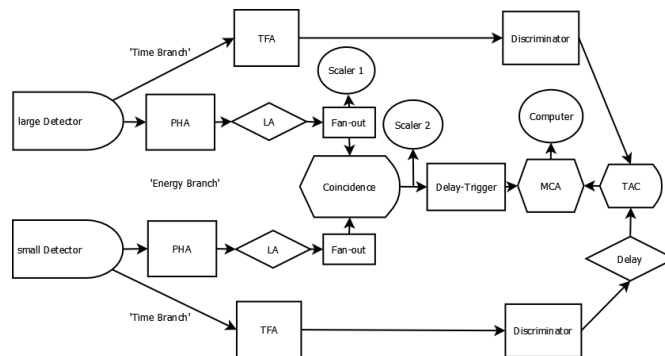 TFA
Discriminator
'Time Branch'
Scaler 1
large Detector
PHA
LA
Fan-out
Scaler 2
Computer
'Energy Branch'
Coincidence
Delay-Trigger
MCA
TAC
small Detector
PHA
LA
Fan-out
Delay
'Time Branch'
TFA
Discriminator